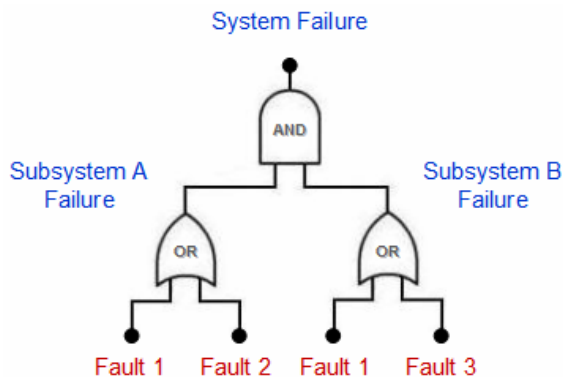 System Failure
AND
Subsystem A
Failure
Subsystem B
Failure
OR
OR
Fault 1
Fault 2
Fault 1
Fault 3